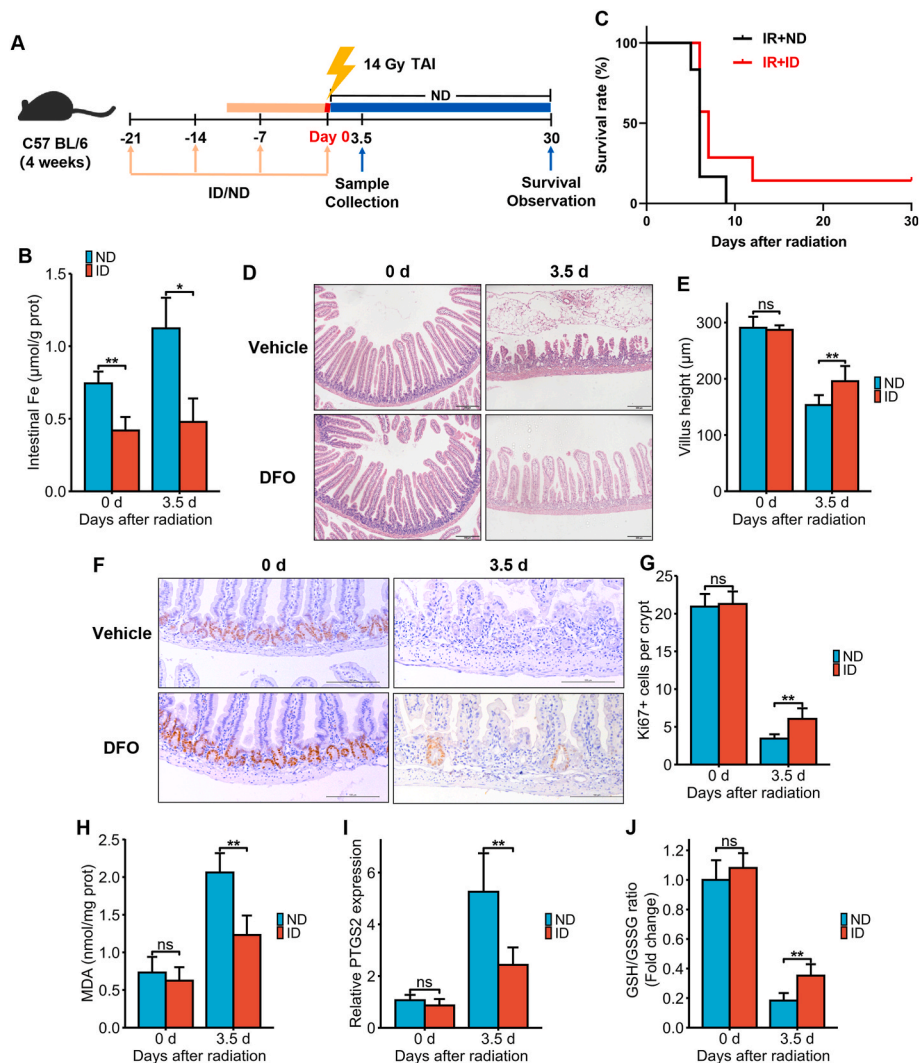 A
14 Gy TAI
ND
C57 BL/6
(4 weeks)
-21
-14
-7
Day 0
3.5
30
ID/ND
Sample
Collection
Survival
Observation
C
IR+ND
IR+ID
Survival rate (%)
100
50
0
0
10
20
30
Days after radiation
B
ND
ID
Intestinal Fe (μmol/g prot)
1.5
1.0
0.5
0.0
**
*
0 d
3.5 d
Days after radiation
D
0 d
3.5 d
Vehicle
DFO
E
Villus height (μm)
300
200
100
0
ns
**
ND
ID
0 d
3.5 d
Days after radiation
F
0 d
3.5 d
Vehicle
DFO
G
Ki67+ cells per crypt
25
20
15
10
5
0
ns
**
ND
ID
0 d
3.5 d
Days after radiation
H
MDA (nmol/mg prot)
2.5
2.0
1.5
1.0
0.5
0.0
ns
**
ND
ID
0 d
3.5 d
Days after radiation
I
Relative PTGS2 expression
6
4
2
0
ns
**
ND
ID
0 d
3.5 d
Days after radiation
J
GSH/GSSG ratio
(Fold change)
1.2
1.0
0.8
0.6
0.4
0.2
0.0
ns
**
ND
ID
0 d
3.5 d
Days after radiation